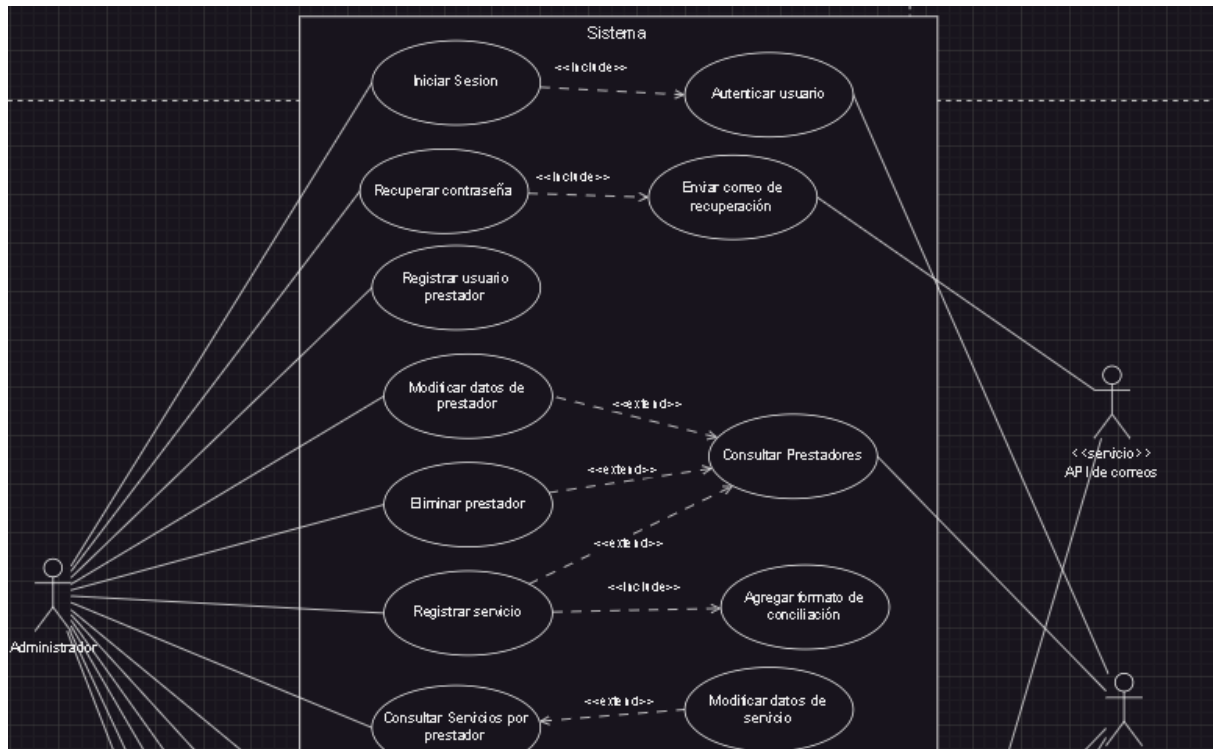 Sistema
Iniciar Sesion
<<Include>>
Autenticar usuario
Recuperar contraseña
<<Include>>
Enviar correo de
recuperación
Registrar usuario
prestador
Modificar datos de
prestador
<<extend>>
Consultar Prestadores
<<servicio>>
API de correos
Eliminar prestador
<<extend>>
<<extend>>
Registrar servicio
<<Include>>
Agregar formato de
conciliación
Administrador
Consultar Servicios por
prestador
<<extend>>
Modificar datos de
servicio